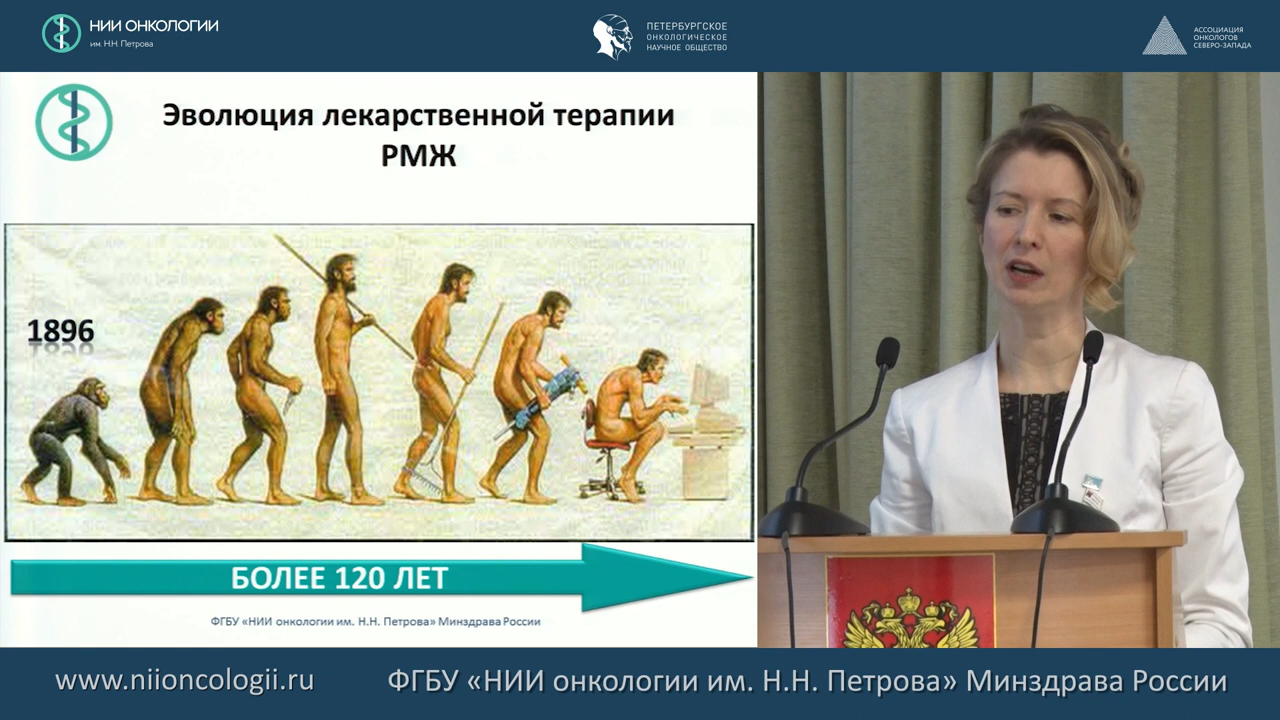 НИИ ОНКОЛОГИИ
им. Н.Н. Петрова
ПЕТЕРБУРГСКОЕ
ОНКОЛОГИЧЕСКОЕ
НАУЧНОЕ ОБЩЕСТВО
АССОЦИАЦИЯ
ОНКОЛОГОВ
СЕВЕРО-ЗАПАДА
Эволюция лекарственной терапии
РМЖ
1896
БОЛЕЕ 120 ЛЕТ
ФГБУ «НИИ онкологии им. Н.Н. Петрова» Минздрава России
www.niioncologii.ru
ФГБУ «НИИ онкологии им. Н.Н. Петрова» Минздрава России